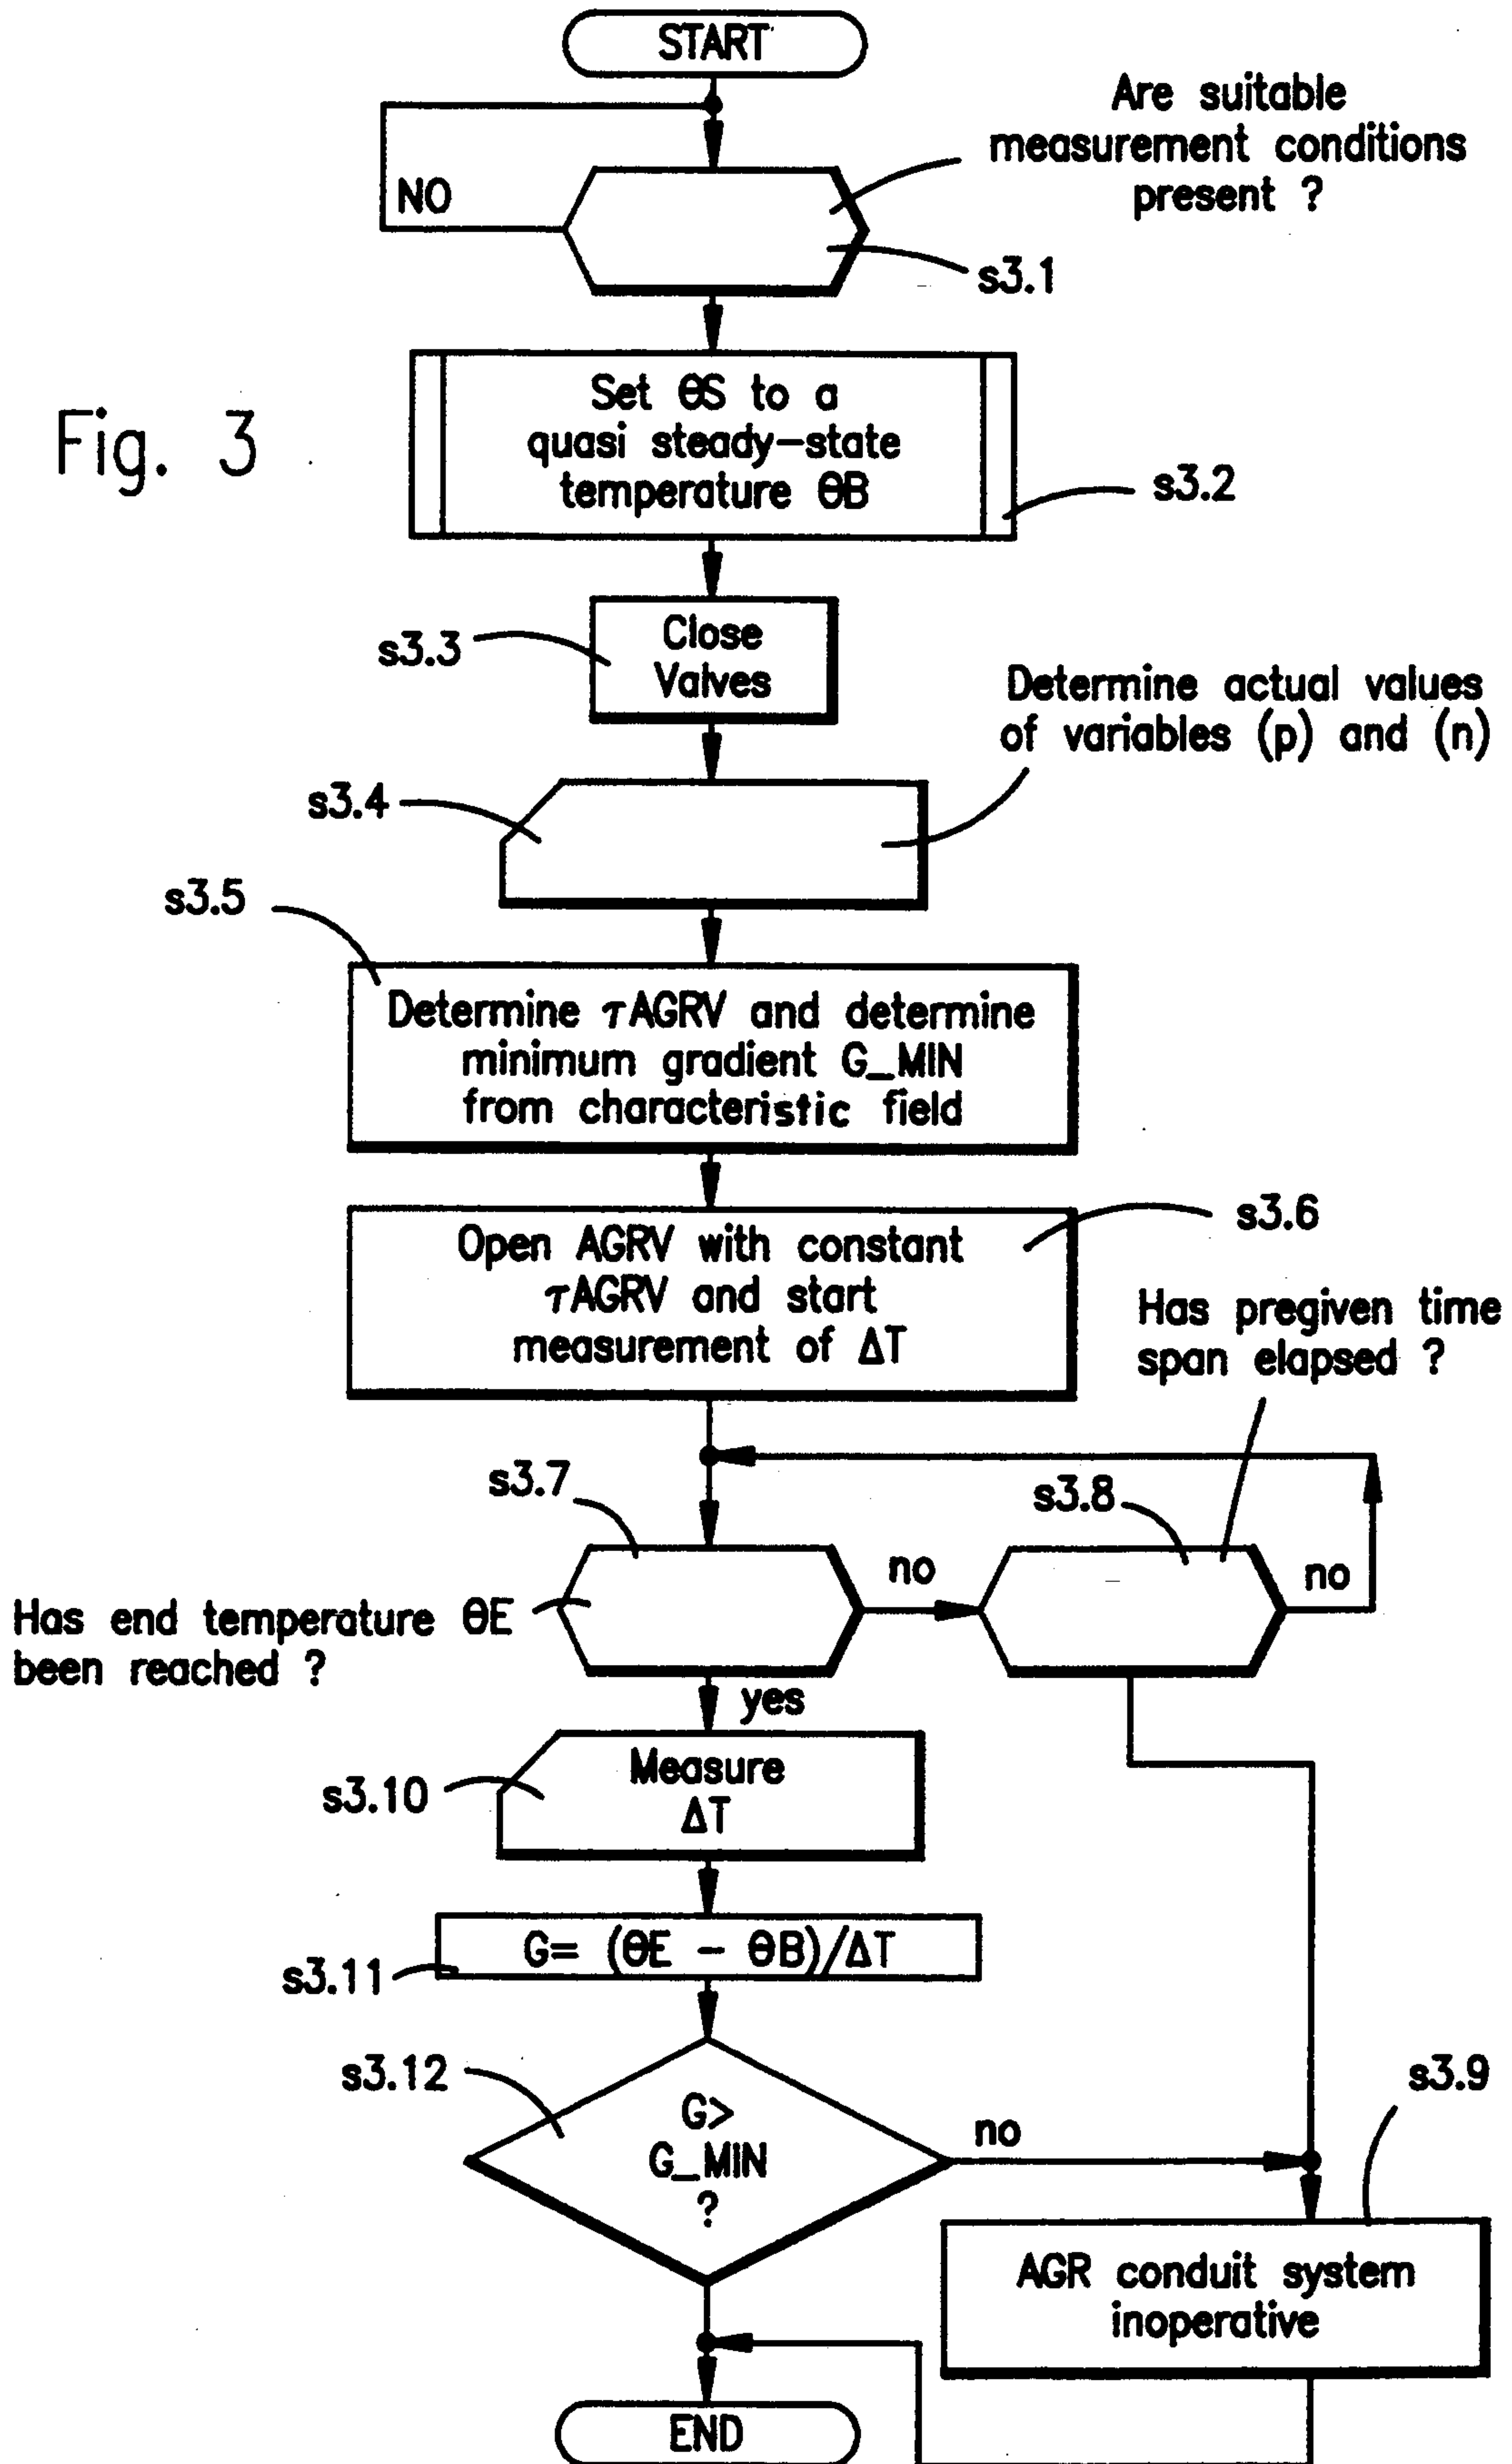 START
Are suitable
measurement conditions
present ?
NO
s3.1
Fig. 3
Set θS to a
quasi steady-state
temperature θB
s3.2
s3.3
Close
Valves
Determine actual values
of variables (p) and (n)
s3.4
s3.5
Determine τAGRV and determine
minimum gradient G_MIN
from characteristic field
s3.6
Open AGRV with constant
τAGRV and start
measurement of ΔT
Has pregiven time
span elapsed ?
s3.7
s3.8
no
no
Has end temperature θE
been reached ?
yes
s3.10
Measure
ΔT
G= (θE - θB)/ΔT
s3.11
s3.12
G>
G_MIN
?
no
s3.9
AGR conduit system
inoperative
END